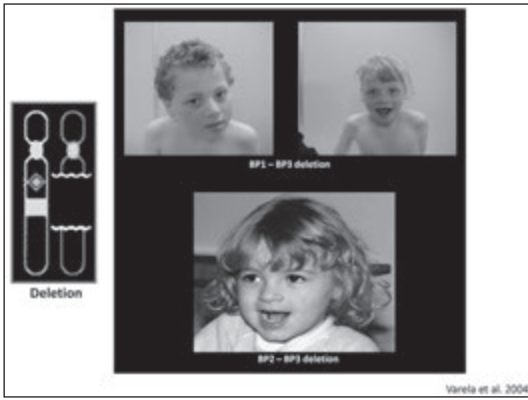 BP1 – BP3 deletion
Deletion
BP2 – BP3 deletion
Varela et al. 2004